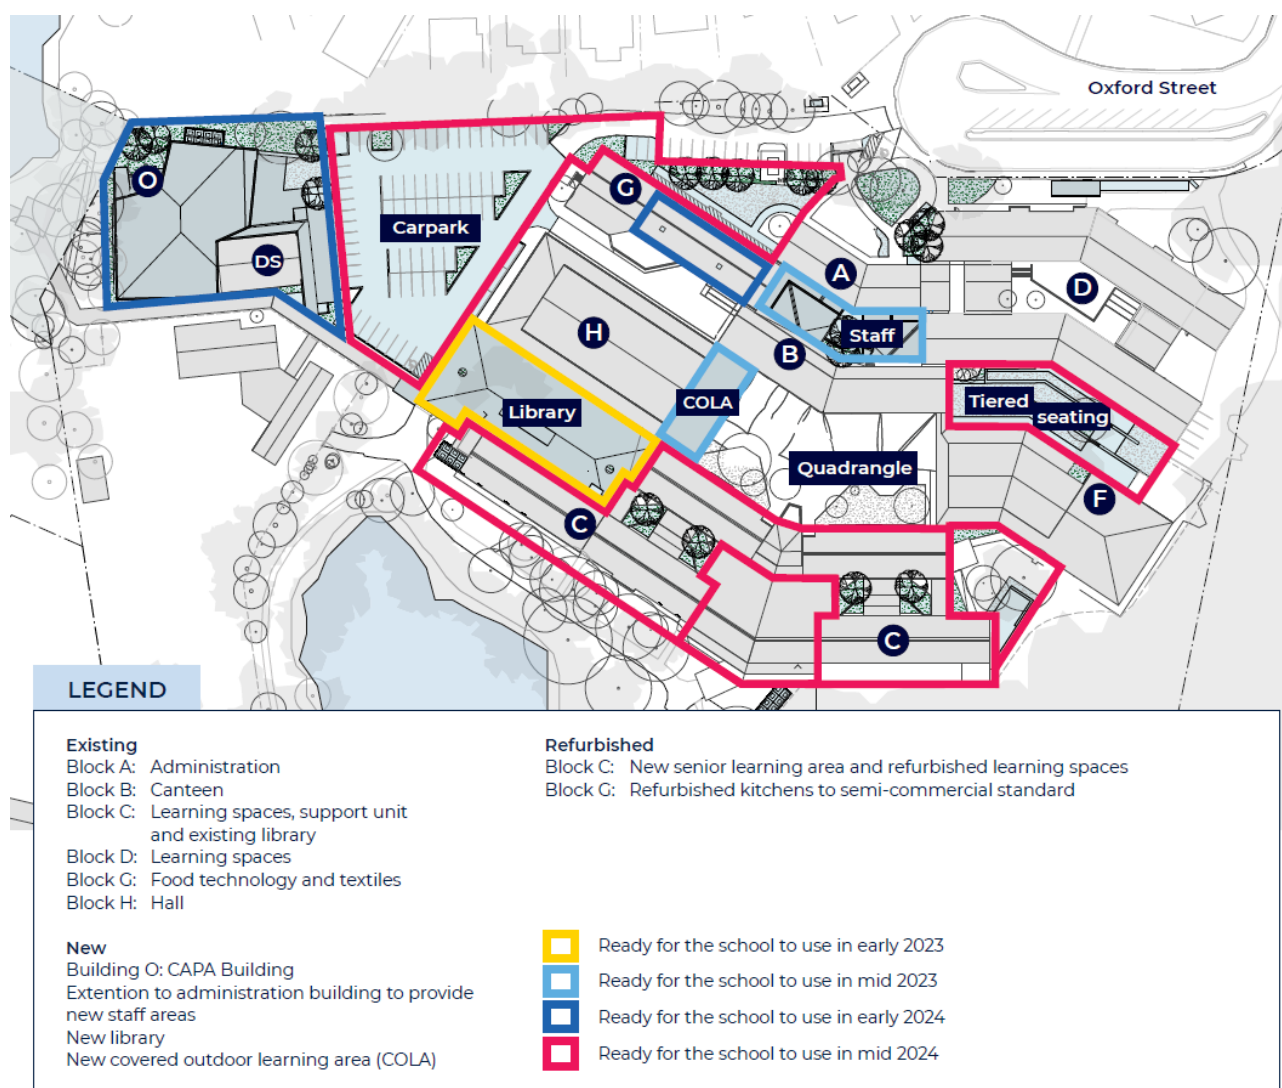 Oxford Street
O
G
Carpark
DS
A
D
H
Staff
B
COLA
Tiered
seating
Library
Quadrangle
F
C
C
LEGEND
Existing
Block A: Administration
Block B: Canteen
Block C: Learning spaces, support unit
and existing library
Block D: Learning spaces
Block G: Food technology and textiles
Block H: Hall
New
Building O: CAPA Building
Extention to administration building to provide
new staff areas
New library
New covered outdoor learning area (COLA)
Refurbished
Block C: New senior learning area and refurbished learning spaces
Block G: Refurbished kitchens to semi-commercial standard
Ready for the school to use in early 2023
Ready for the school to use in mid 2023
Ready for the school to use in early 2024
Ready for the school to use in mid 2024